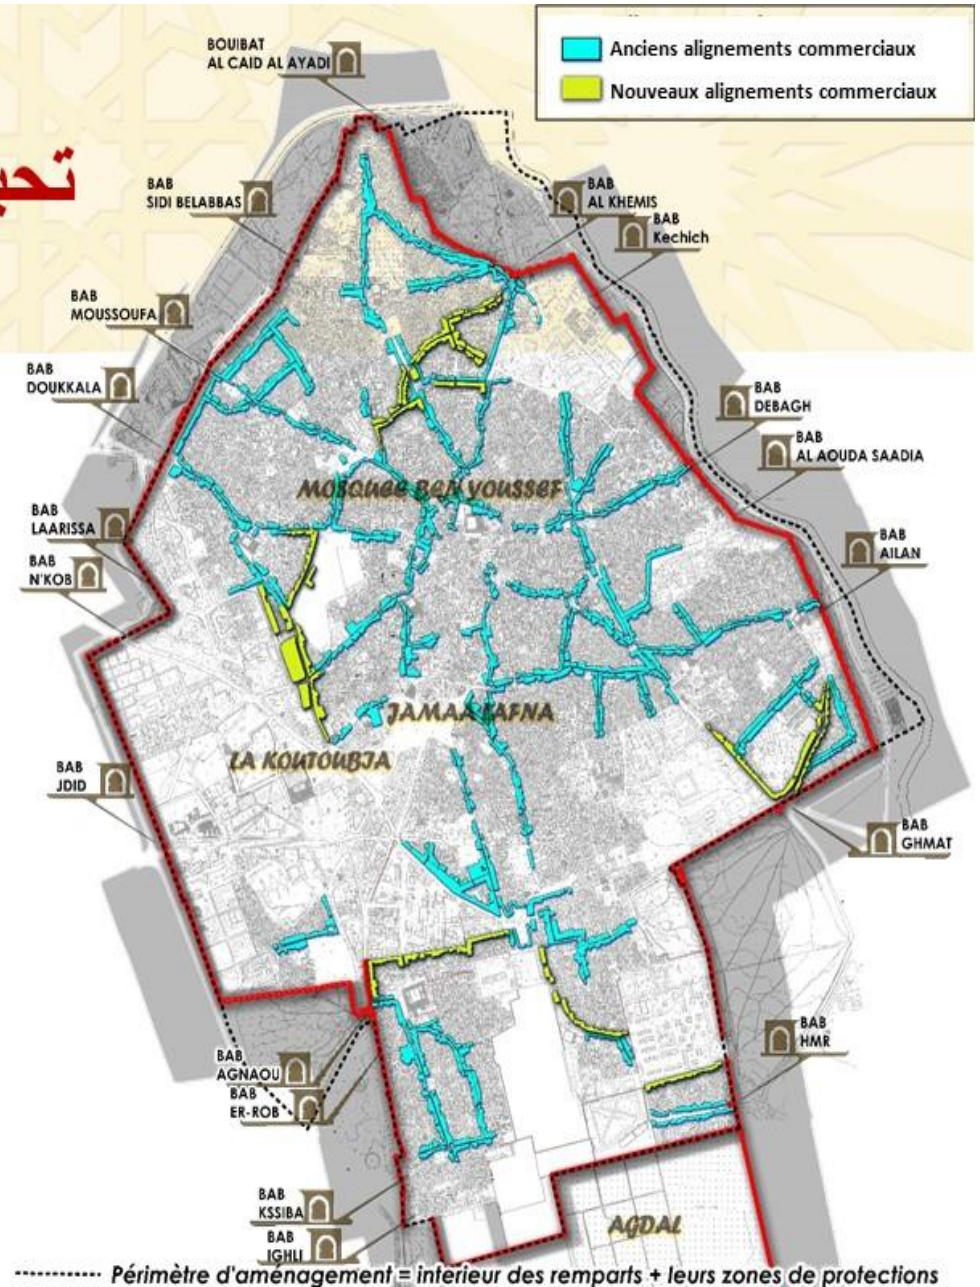 Anciens alignements commerciaux
Nouveaux alignements commerciaux
BOUIBAT
AL CAID AL AYADI
BAB
SIDI BELABBAS
BAB
AL KHEMIS
BAB
Kechich
BAB
MOUSSOUFA
BAB
DOUKKALA
BAB
DEBAGH
BAB
AL AOUDA SAADIA
MOSQUEE BEN YOUSSEF
BAB
LAARISSA
BAB
N'KOB
BAB
AILAN
JAMAA FAFNA
LA KOUTOUBIA
BAB
JDID
BAB
GHMAT
BAB
HMR
BAB
AGNAOU
BAB
ER-ROB
BAB
KSSIBA
BAB
IGHLI
AGDAL
Périmètre d'aménagement = interieur des remparts + leurs zones de protections